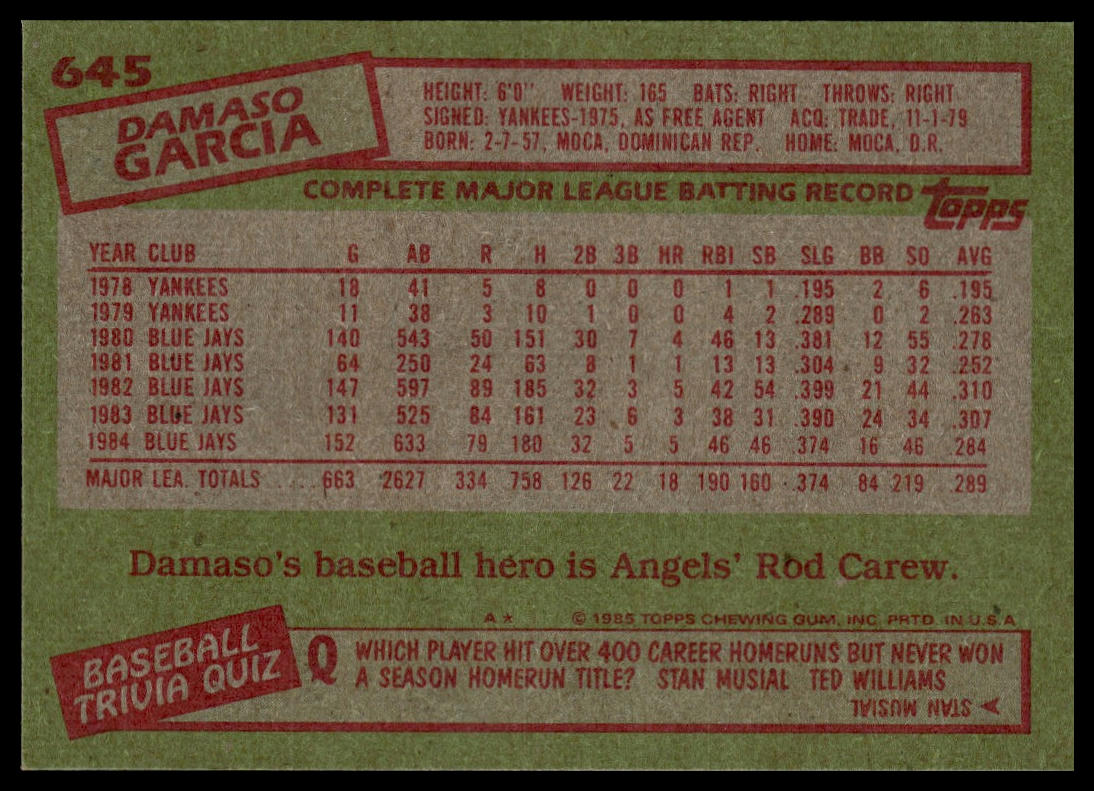 645
DAMASO
GARCIA
HEIGHT: 6'0" WEIGHT: 165 BATS: RIGHT THROWS: RIGHT
SIGNED: YANKEES-1975, AS FREE AGENT ACQ. TRADE, 11-1-79
BORN: 2-7-57, MOCA, DOMINICAN REP. HOME: MOCA, D.R.
COMPLETE MAJOR LEAGUE BATTING RECORD topps
YEAR CLUB G AB R H 2B 3B HR RBI SB SLG BB SO AVG
1978 YANKEES 18 41 5 8 0 0 0 1 1 .195 2 6 .195
1979 YANKEES 11 38 3 10 1 0 0 4 2 .289 0 2 .263
1980 BLUE JAYS 140 543 50 151 30 7 4 46 13 .381 12 55 .278
1981 BLUE JAYS 64 250 24 63 8 1 1 13 13 .304 9 32 .252
1982 BLUE JAYS 147 597 89 185 32 3 5 42 54 .399 21 44 .310
1983 BLUE JAYS 131 525 84 161 23 6 3 38 31 .390 24 34 .307
1984 BLUE JAYS 152 633 79 180 32 5 5 46 46 .374 16 46 .284
MAJOR LEA. TOTALS .... 663 2627 334 758 126 22 18 190 160 .374 84 219 .289
Damaso's baseball hero is Angels' Rod Carew.
A* © 1985 TOPPS CHEWING GUM, INC. PRTD. IN U.S.A
BASEBALL
TRIVIA QUIZ
Q WHICH PLAYER HIT OVER 400 CAREER HOMERUNS BUT NEVER WON
A SEASON HOMERUN TITLE? STAN MUSIAL TED WILLIAMS
STAN MUSIAL